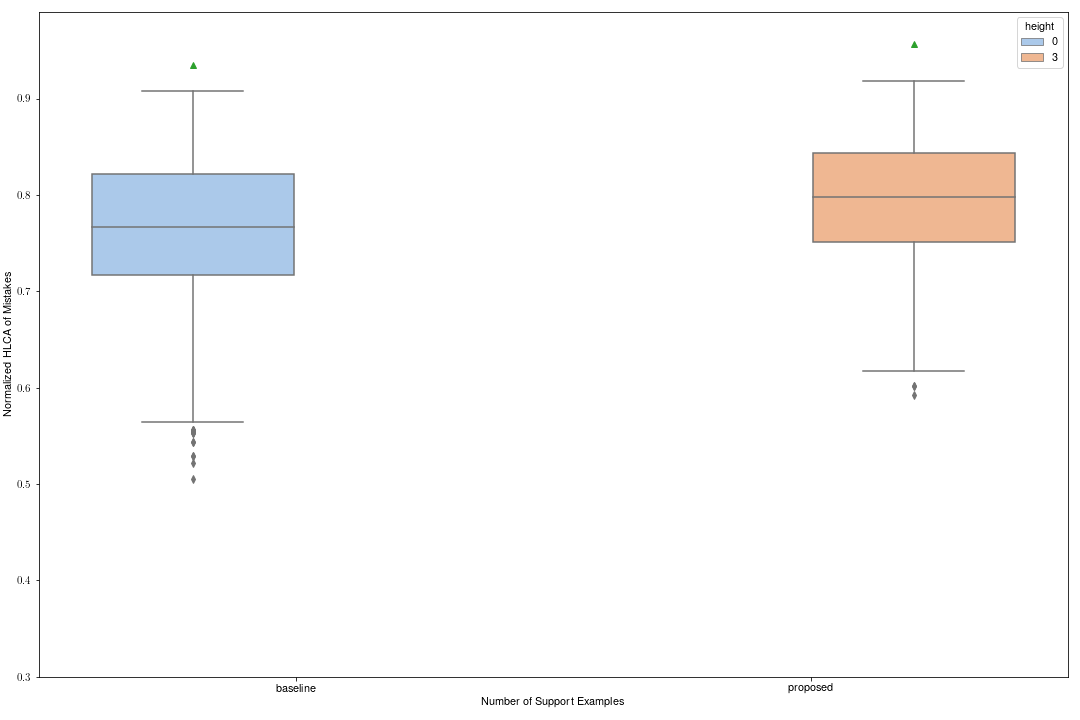 height
0
3
0.9
0.8
0.7
0.6
0.5
0.4
0.3
Normalized HLCA of Mistakes
baseline
proposed
Number of Support Examples